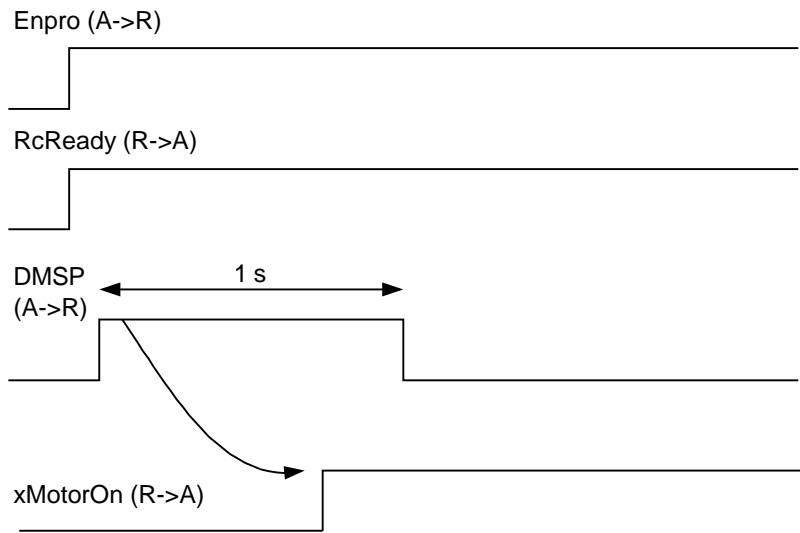 Enpro (A->R)
RcReady (R->A)
DMSP
(A->R)
1 s
xMotorOn (R->A)